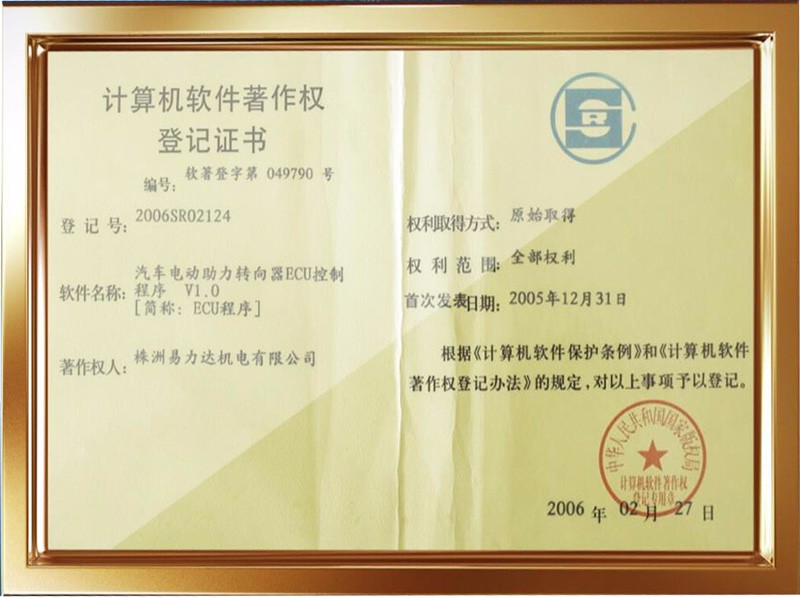 计算机软件著作权
登记证书
编号： 软著登字第 049790 号
登 记 号： 2006SR02124
软件名称： 汽车电动助力转向器ECU控制
程序 V1.0
[简称：ECU程序]
著作权人： 株洲易力达机电有限公司
R
权利取得方式： 原始取得
权 利 范 围： 全部权利
首次发表日期： 2005年12月31日
根据《计算机软件保护条例》和《计算机软件
著作权登记办法》的规定，对以上事项予以登记。
中华人民共和国国家版权局
计算机软件著作权
登记专用章
2006 年 02 月 27 日